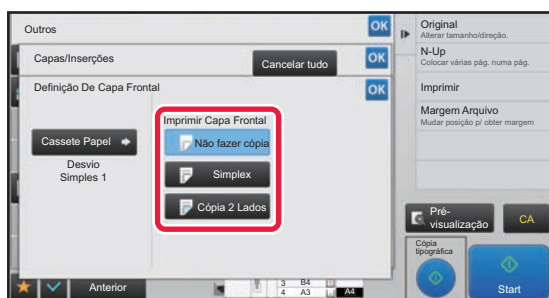 Outros
OK
Capas/Inserções
Cancelar tudo
OK
Definição De Capa Frontal
OK
Imprimir Capa Frontal
Cassete Papel
Não fazer cópia
Desvio
Simples 1
Simplex
Cópia 2 Lados
Anterior
3 B4
4 A3
A4
Original
Alterar tamanho/direção.
N-Up
Colocar várias pág. numa pág.
Imprimir
Margem Arquivo
Mudar posição p/ obter margem
Pré-
visualização
CA
Cópia
tipográfica
Start